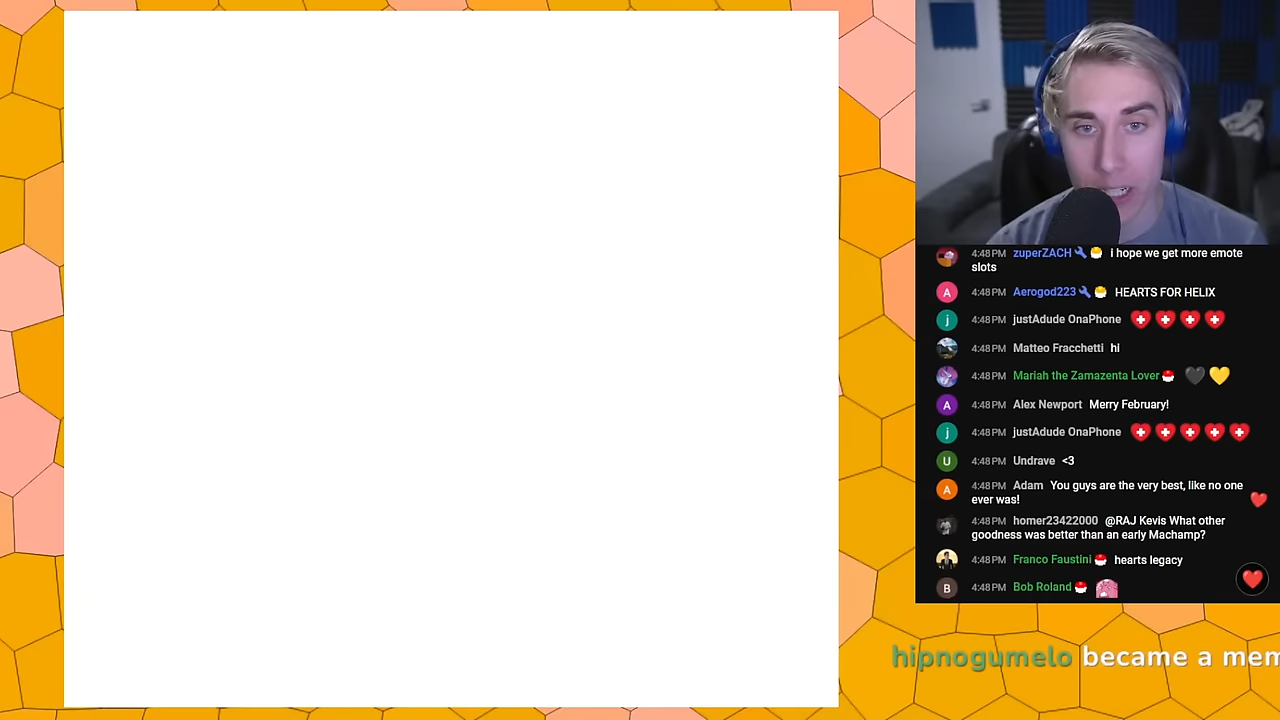 4:48 PM zuperZACH i hope we get more emote
slots
4:48 PM Aerogod223 HEARTS FOR HELIX
j 4:48 PM justAdude OnaPhone
4:48 PM Matteo Fracchetti hi
4:48 PM Mariah the Zamazenta Lover
A 4:48 PM Alex Newport Merry February!
j 4:48 PM justAdude OnaPhone
U 4:48 PM Undrave <3
A 4:48 PM Adam You guys are the very best, like no one
ever was!
4:48 PM homer23422000 @RAJ Kevis What other
goodness was better than an early Machamp?
4:48 PM Franco Faustini hearts legacy
B 4:48 PM Bob Roland
hipnogumelo became a mem